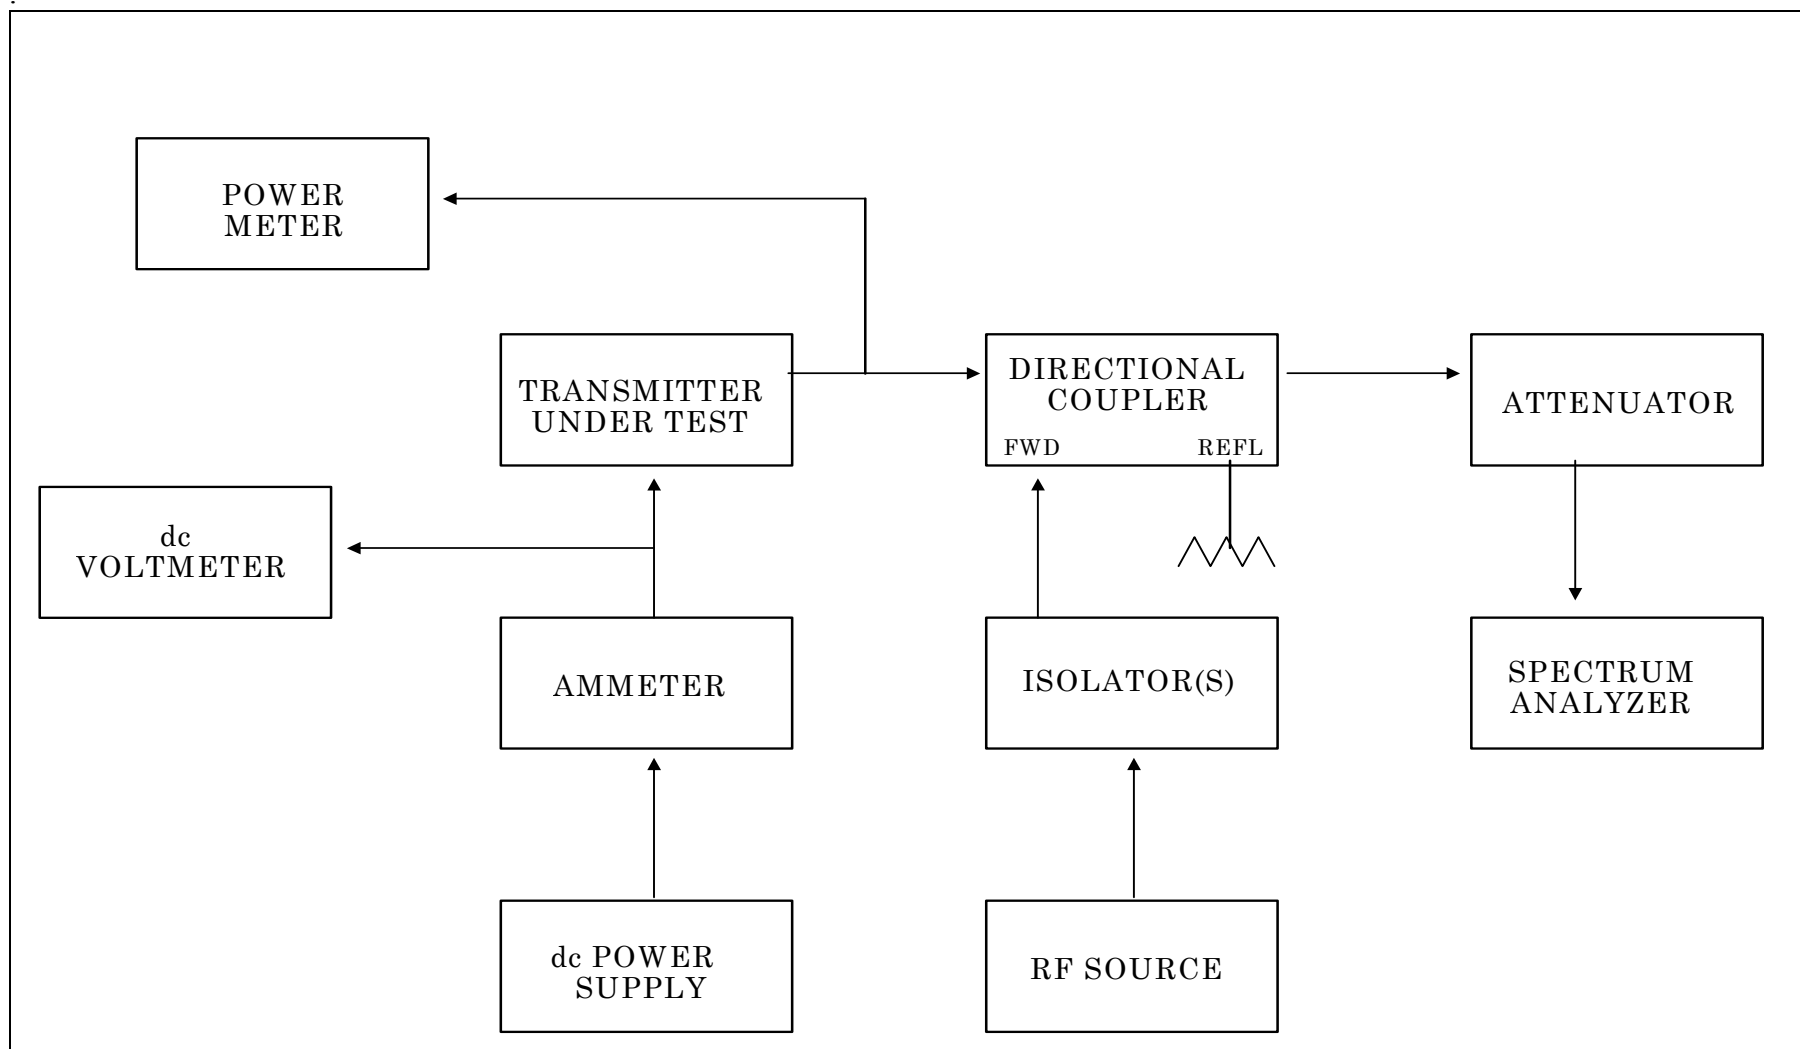 POWER
METER
TRANSMITTER
UNDER TEST
DIRECTIONAL
COUPLER
FWD REFL
ATTENUATOR
dc
VOLTMETER
AMMETER
ISOLATOR(S)
SPECTRUM
ANALYZER
dc POWER
SUPPLY
RF SOURCE